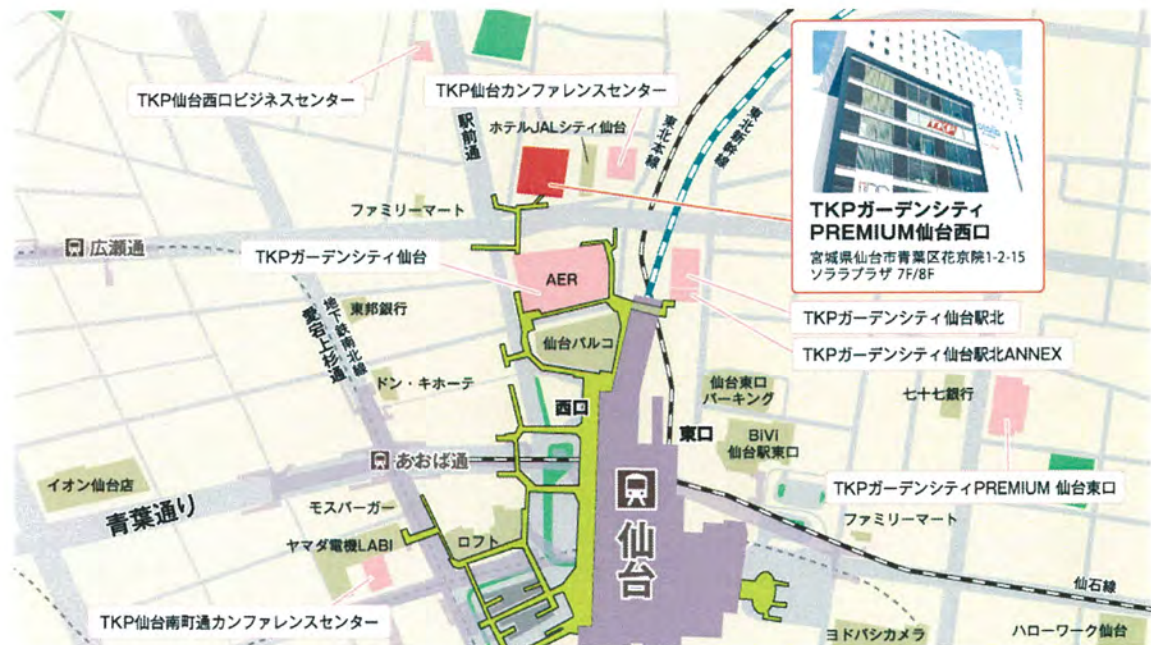 TKP仙台西口ビジネスセンター
TKP仙台カンファレンスセンター
駅前通
ホテルJALシティ仙台
東北本線
東北新幹線
TKP
TKPガーデンシティ
PREMIUM仙台西口
宮城県仙台市青葉区花京院1-2-15
ソララプラザ 7F/8F
ファミリーマート
広瀬通
TKPガーデンシティ仙台
AER
地下鉄南北線
愛宕上杉通
東邦銀行
仙台パルコ
TKPガーデンシティ仙台駅北
TKPガーデンシティ仙台駅北ANNEX
ドン・キホーテ
西口
東口
仙台東口
パーキング
七十七銀行
BiVi
仙台駅東口
あおば通
イオン仙台店
青葉通り
モスバーガー
ヤマダ電機LABI
ロフト
仙台
TKPガーデンシティPREMIUM 仙台東口
ファミリーマート
仙石線
TKP仙台南町通カンファレンスセンター
ヨドバシカメラ
ハローワーク仙台